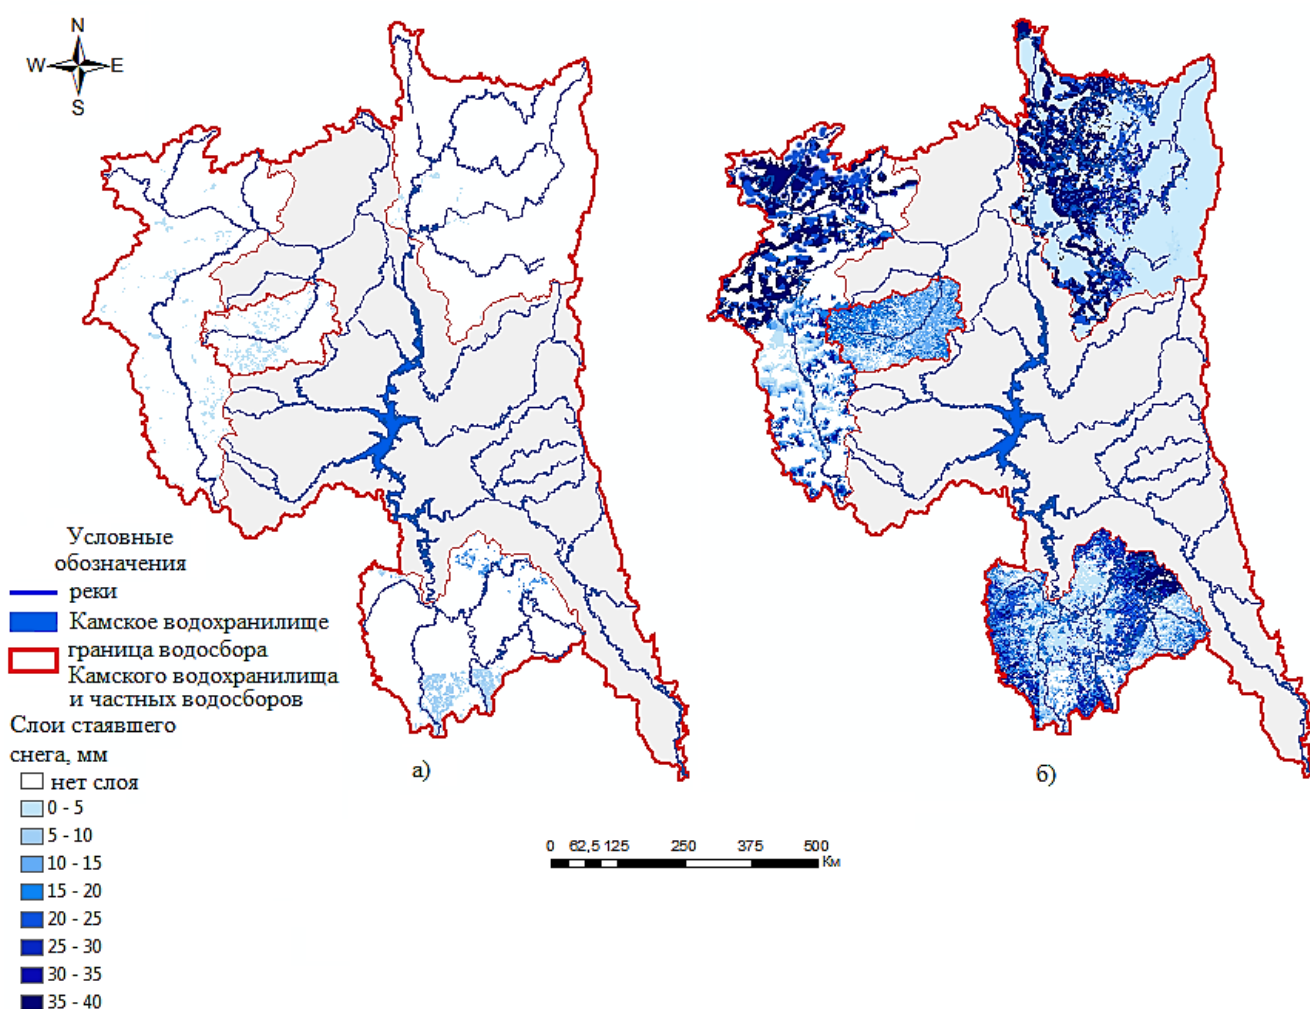 N
W E
S
Условные
обозначения
реки
Камское водохранилище
граница водосбора
Камского водохранилища
и частных водосборов
Слои стаявшего
снега, мм
нет слоя
0 - 5
5 - 10
10 - 15
15 - 20
20 - 25
25 - 30
30 - 35
35 - 40
а)
б)
0 62,5 125 250 375 500
Км